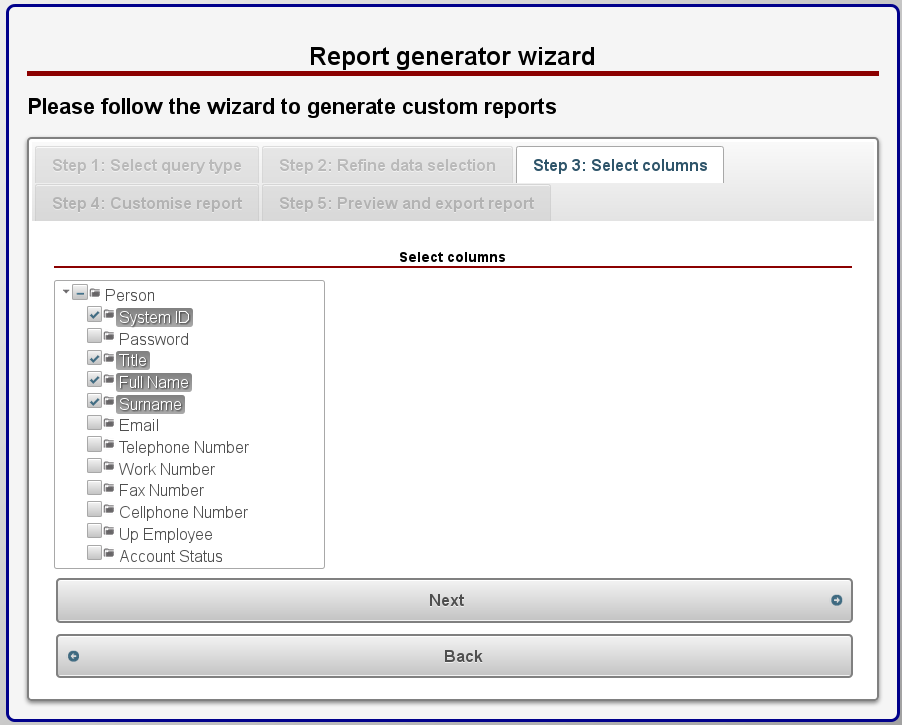 Report generator wizard
Please follow the wizard to generate custom reports
Step 1: Select query type
Step 2: Refine data selection
Step 3: Select columns
Step 4: Customise report
Step 5: Preview and export report
Select columns
Person
System ID
Password
Title
Full Name
Surname
Email
Telephone Number
Work Number
Fax Number
Cellphone Number
Up Employee
Account Status
Next
Back